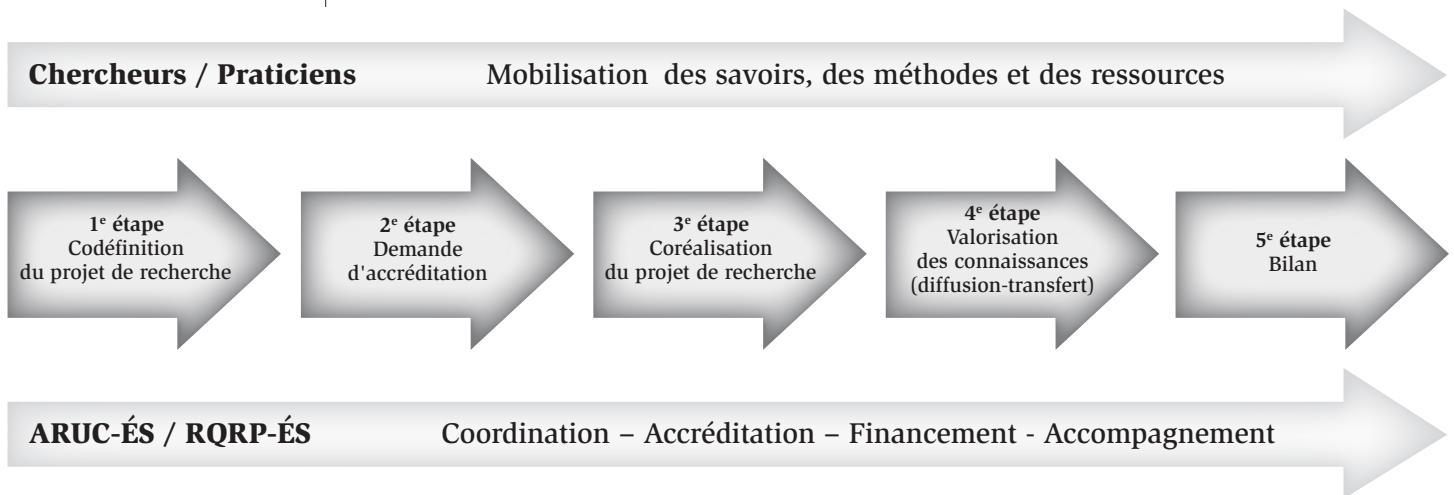 Chercheurs / Praticiens Mobilisation des savoirs, des méthodes et des ressources
1e étape
Codéfinition
du projet de recherche
2e étape
Demande
d'accréditation
3e étape
Coréalisation
du projet de recherche
4e étape
Valorisation
des connaissances
(diffusion-transfert)
5e étape
Bilan
ARUC-ÉS / RQRP-ÉS Coordination – Accréditation – Financement - Accompagnement